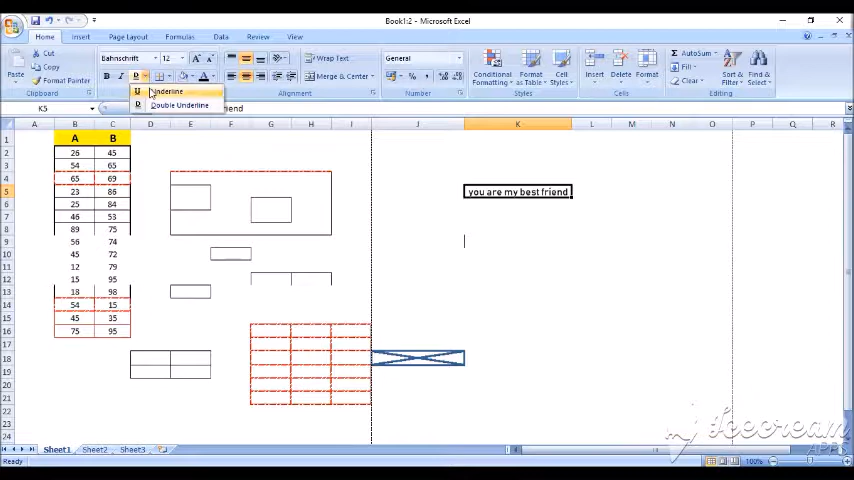 Book1:2 - Microsoft Excel
Home Insert Page Layout Formulas Data Review View
Paste Cut Copy Format Painter Clipboard
Bahnschrift 12
Underline
Double Underline
Wrap Text Merge & Center Alignment
General Number
Conditional Formatting Format as Table Cell Styles Styles
Insert Delete Format Cells
AutoSum Fill Clear Sort & Filter Find & Select Editing
K5
A B C D E F G H I J K L M N O P Q R
1 A B
2 26 45
3 54 65
4 65 69
5 23 86 you are my best friend
6 25 84
7 46 53
8 89 75
9 56 74
10 45 72
11 12 79
12 15 95
13 18 98
14 54 15
15 45 35
16 75 95
17
18
19
20
21
22
23
24
Sheet1 Sheet2 Sheet3
Ready 100%
Icecream
APPS